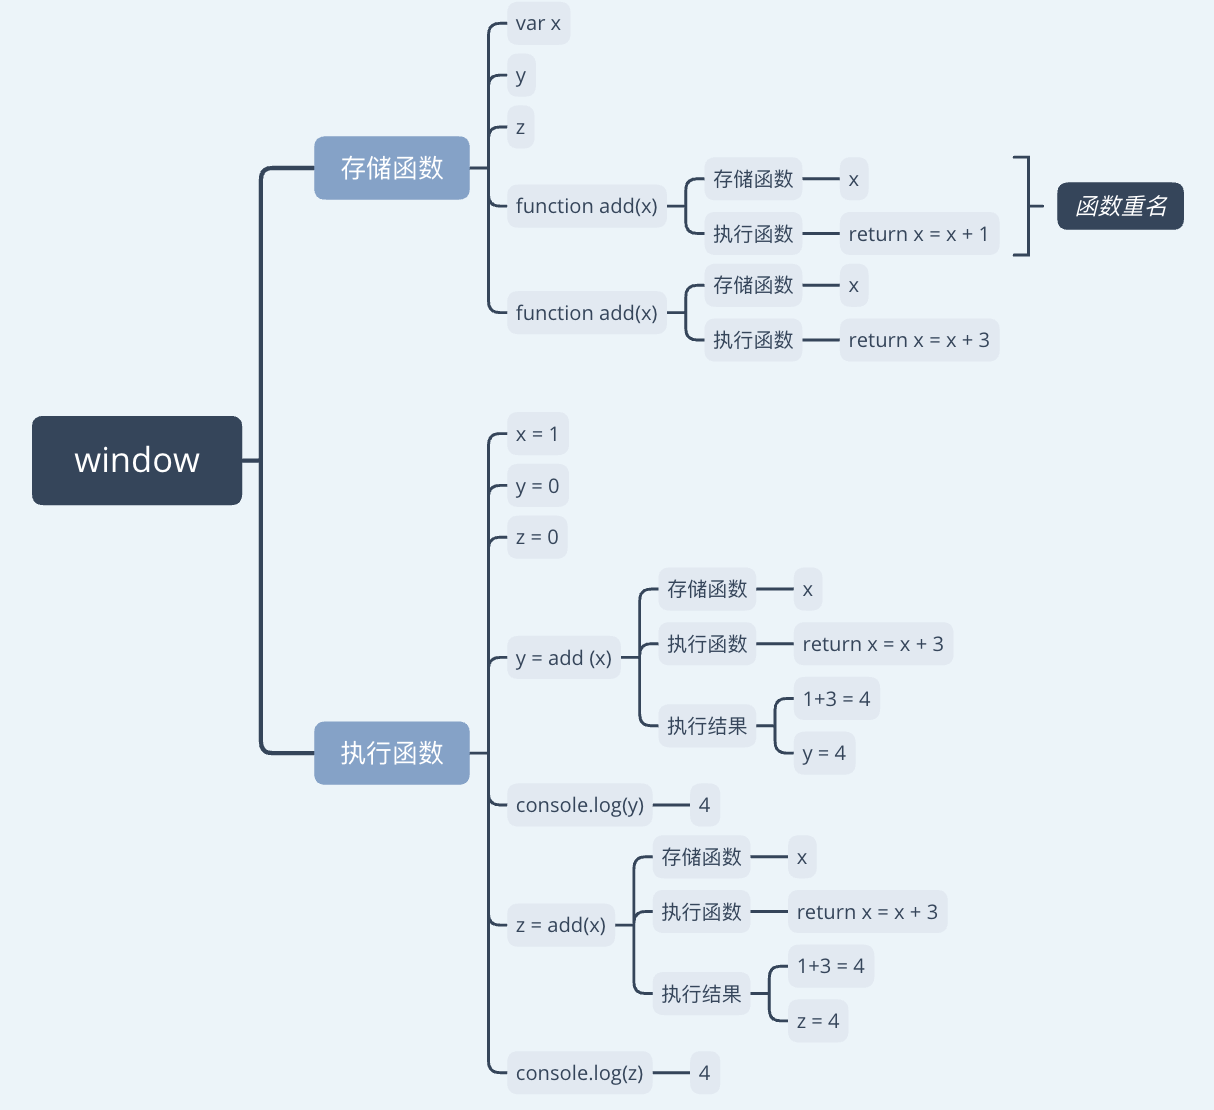 window
存储函数
var x
y
z
function add(x)
存储函数
x
执行函数
return x = x + 1
函数重名
function add(x)
存储函数
x
执行函数
return x = x + 3
执行函数
x = 1
y = 0
z = 0
y = add (x)
存储函数
x
执行函数
return x = x + 3
执行结果
1+3 = 4
y = 4
console.log(y)
4
z = add(x)
存储函数
x
执行函数
return x = x + 3
执行结果
1+3 = 4
z = 4
console.log(z)
4